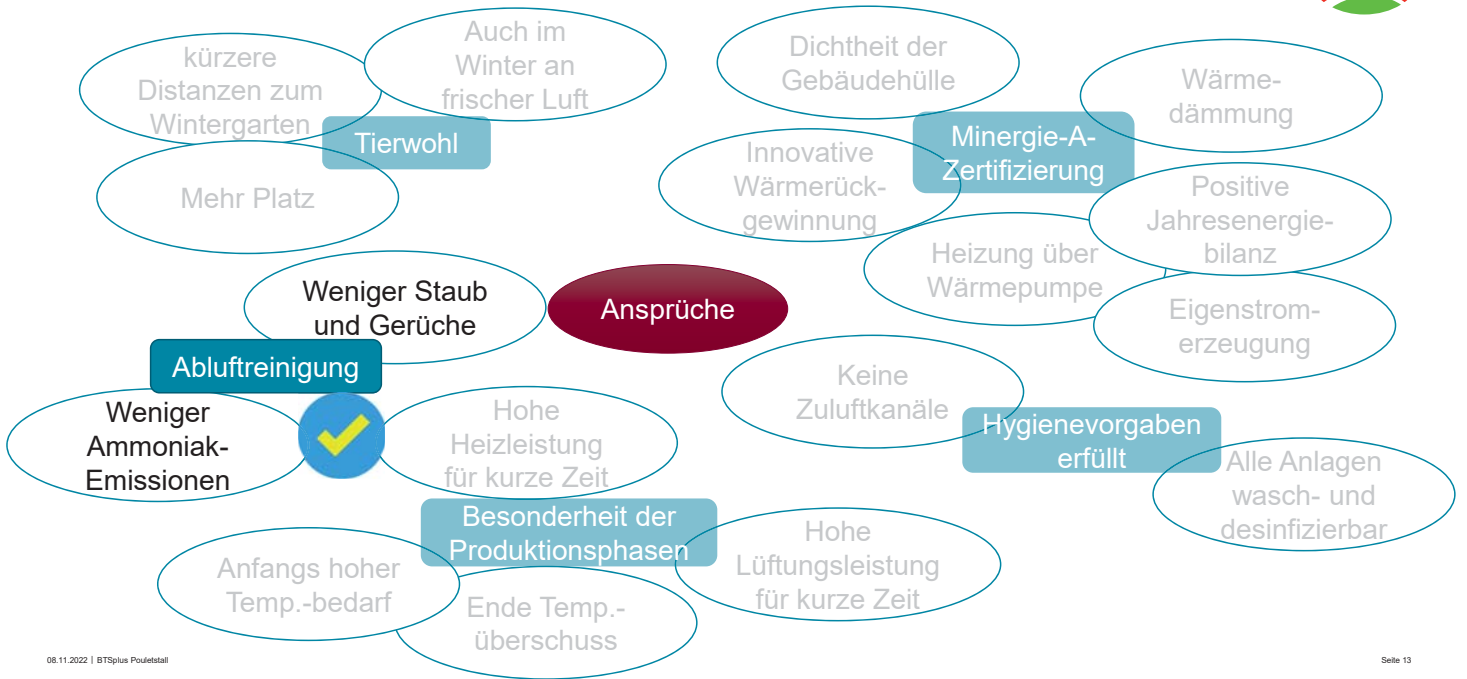 kürzere
Distanzen zum
Wintergarten
Auch im
Winter an
frischer Luft
Tierwohl
Mehr Platz
Dichtheit der
Gebäudehülle
Wärme-
dämmung
Minergie-A-
Zertifizierung
Innovative
Wärmerück-
gewinnung
Positive
Jahresenergie-
bilanz
Heizung über
Wärmepumpe
Eigenstrom-
erzeugung
Weniger Staub
und Gerüche
Ansprüche
Abluftreinigung
Weniger
Ammoniak-
Emissionen
Hohe
Heizleistung
für kurze Zeit
Keine
Zuluftkanäle
Hygienevorgaben
erfüllt
Alle Anlagen
wasch- und
desinfizierbar
Besonderheit der
Produktionsphasen
Hohe
Lüftungsleistung
für kurze Zeit
Anfangs hoher
Temp.-bedarf
Ende Temp.-
überschuss
08.11.2022 | BTSplus Pouletstall
Seite 13